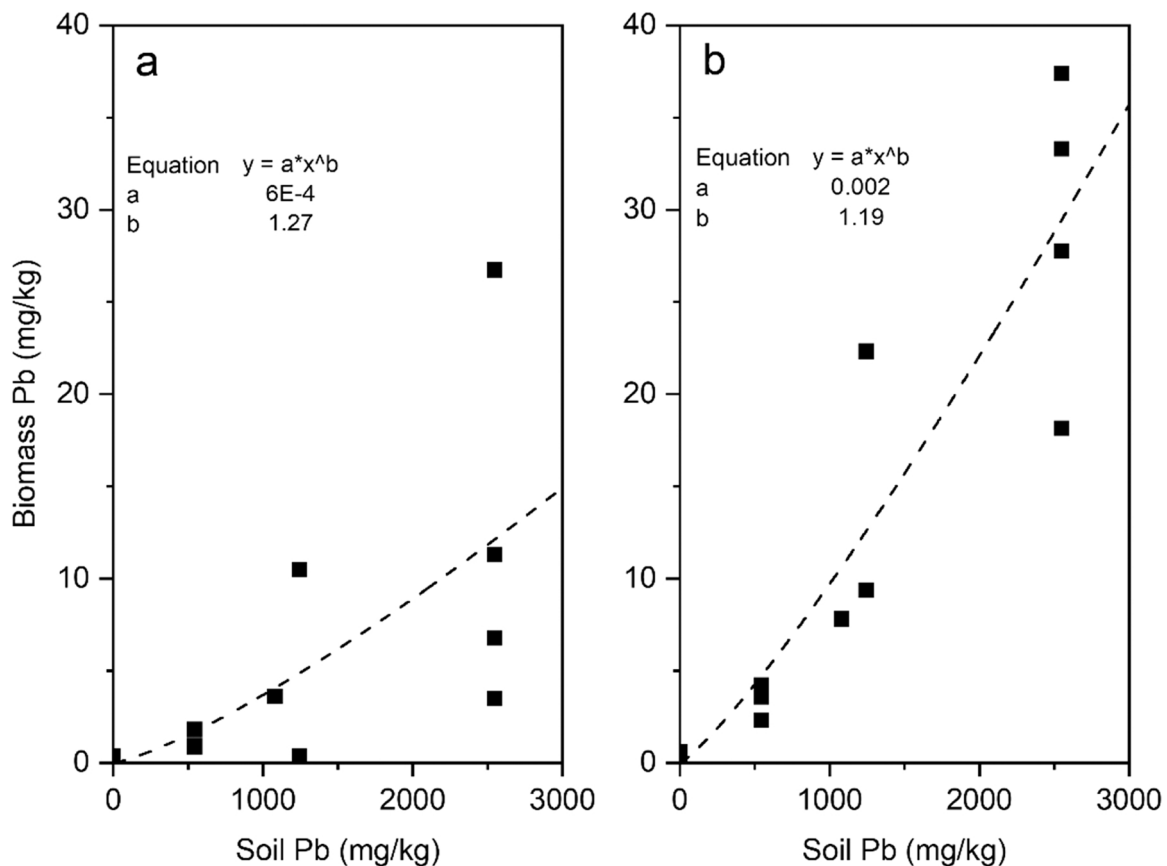 a
Equation y = a*x^b
a 6E-4
b 1.27
40
30
20
10
0
0 1000 2000 3000
Soil Pb (mg/kg)
Biomass Pb (mg/kg)
b
Equation y = a*x^b
a 0.002
b 1.19
40
30
20
10
0
0 1000 2000 3000
Soil Pb (mg/kg)